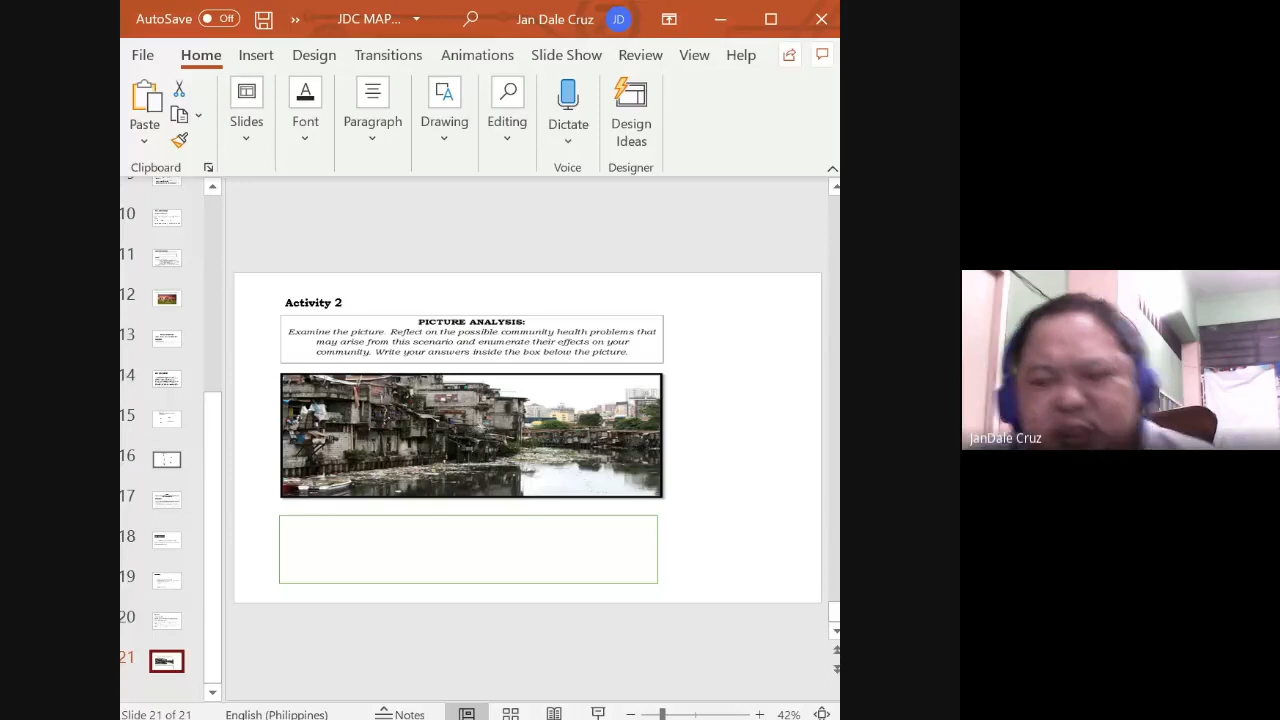 AutoSave Off JDC MAP... Jan Dale Cruz JD
File Home Insert Design Transitions Animations Slide Show Review View Help
Paste Slides Font Paragraph Drawing Editing Dictate Design Ideas
Clipboard Voice Designer
10
11
12
13
14
15
16
17
18
19
20
21
Activity 2
PICTURE ANALYSIS:
Examine the picture. Reflect on the possible community health problems that
may arise from this scenario and enumerate their effects on your
community. Write your answers inside the box below the picture.
JanDale Cruz
Slide 21 of 21 English (Philippines) Notes 42%